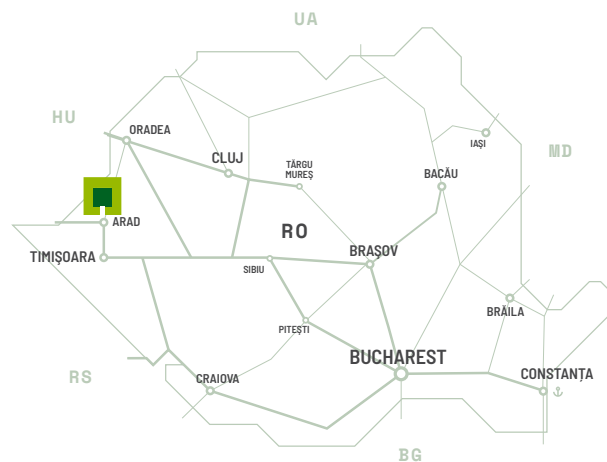 UA
HU
ORADEA
CLUJ
TÂRGU
MUREȘ
IAȘI
MD
BACĂU
ARAD
RO
TIMIȘOARA
SIBIU
BRAȘOV
BRĂILA
PITEȘTI
BUCHAREST
RS
CRAIOVA
CONSTANȚA
BG